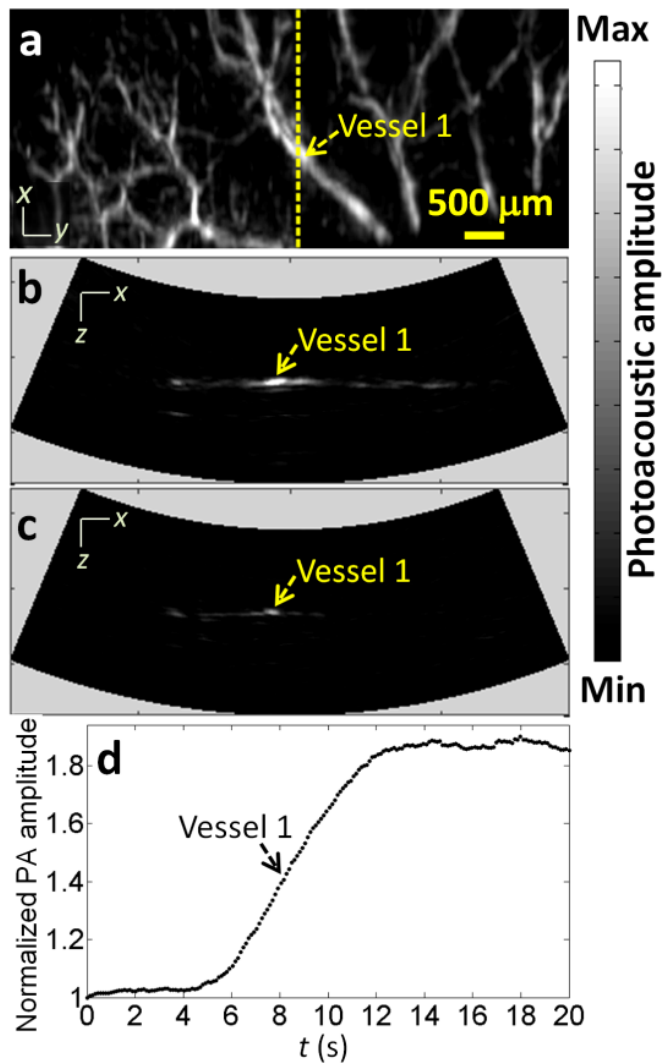 a
Max
Vessel 1
500 µm
x
y
b
x
z
Vessel 1
Photoacoustic amplitude
c
x
z
Vessel 1
Min
d
Normalized PA amplitude
1.8
1.6
1.4
1.2
1
Vessel 1
0 2 4 6 8 10 12 14 16 18 20
t (s)